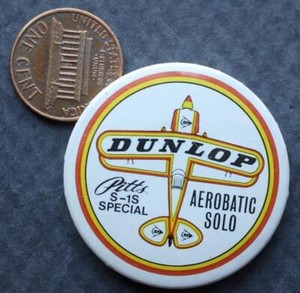 ONE CENT
UNITED STATES
DUNLOP
Pitts
S-1S
SPECIAL
AEROBATIC
SOLO